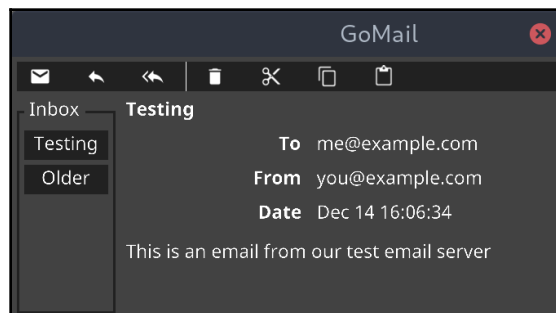 GoMail
Inbox
Testing
Older
Testing
To me@example.com
From you@example.com
Date Dec 14 16:06:34
This is an email from our test email server